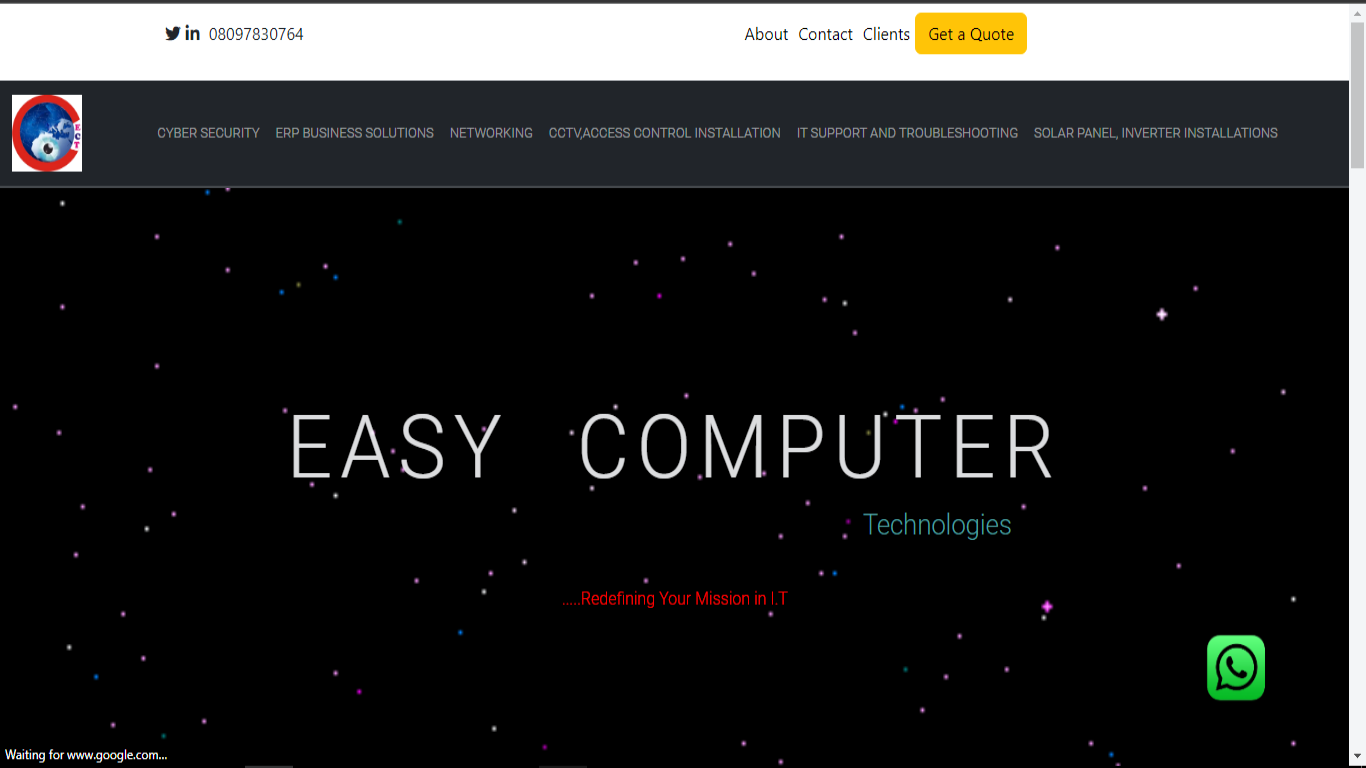 08097830764 About Contact Clients Get a Quote
ECT
CYBER SECURITY ERP BUSINESS SOLUTIONS NETWORKING CCTV,ACCESS CONTROL INSTALLATION IT SUPPORT AND TROUBLESHOOTING SOLAR PANEL, INVERTER INSTALLATIONS
EASY COMPUTER
Technologies
.....Redefining Your Mission in I.T
Waiting for www.google.com...